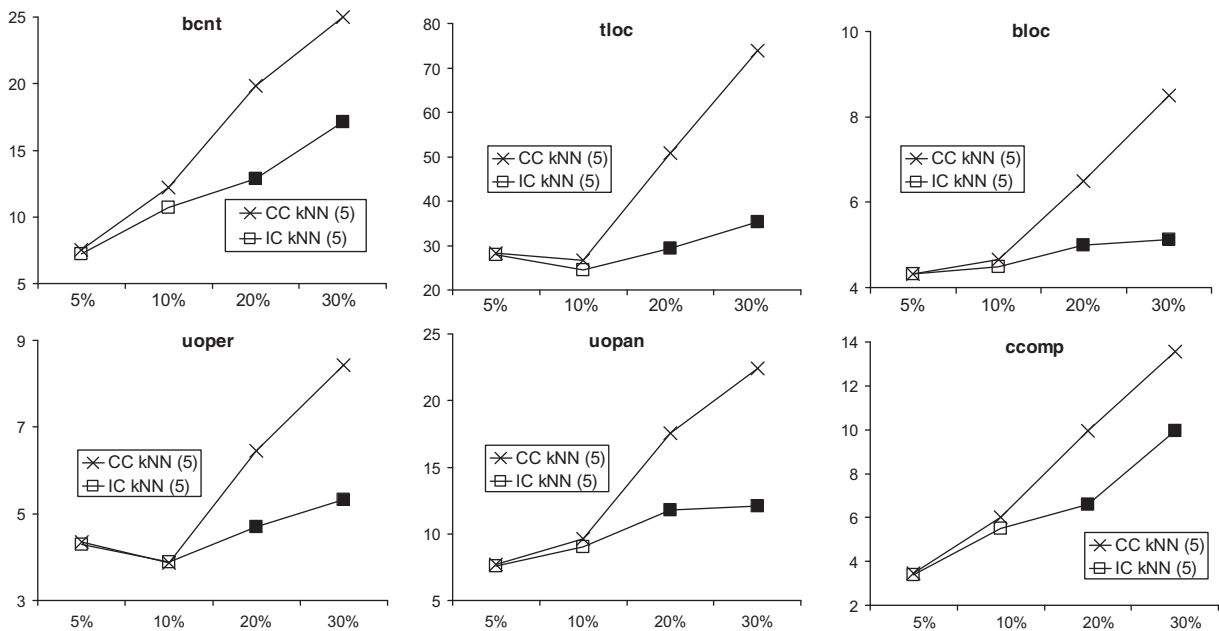 bcnt
25
20
15
10
5
CC kNN (5)
IC kNN (5)
5% 10% 20% 30%
tloc
80
70
60
50
40
30
20
CC kNN (5)
IC kNN (5)
5% 10% 20% 30%
bloc
10
8
6
4
CC kNN (5)
IC kNN (5)
5% 10% 20% 30%
uoper
9
7
5
3
CC kNN (5)
IC kNN (5)
5% 10% 20% 30%
uopan
25
20
15
10
5
CC kNN (5)
IC kNN (5)
5% 10% 20% 30%
ccomp
14
12
10
8
6
4
2
CC kNN (5)
IC kNN (5)
5% 10% 20% 30%